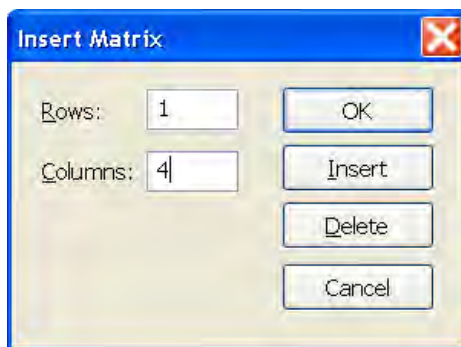 Insert Matrix
Rows: 1
OK
Columns: 4
Insert
Delete
Cancel